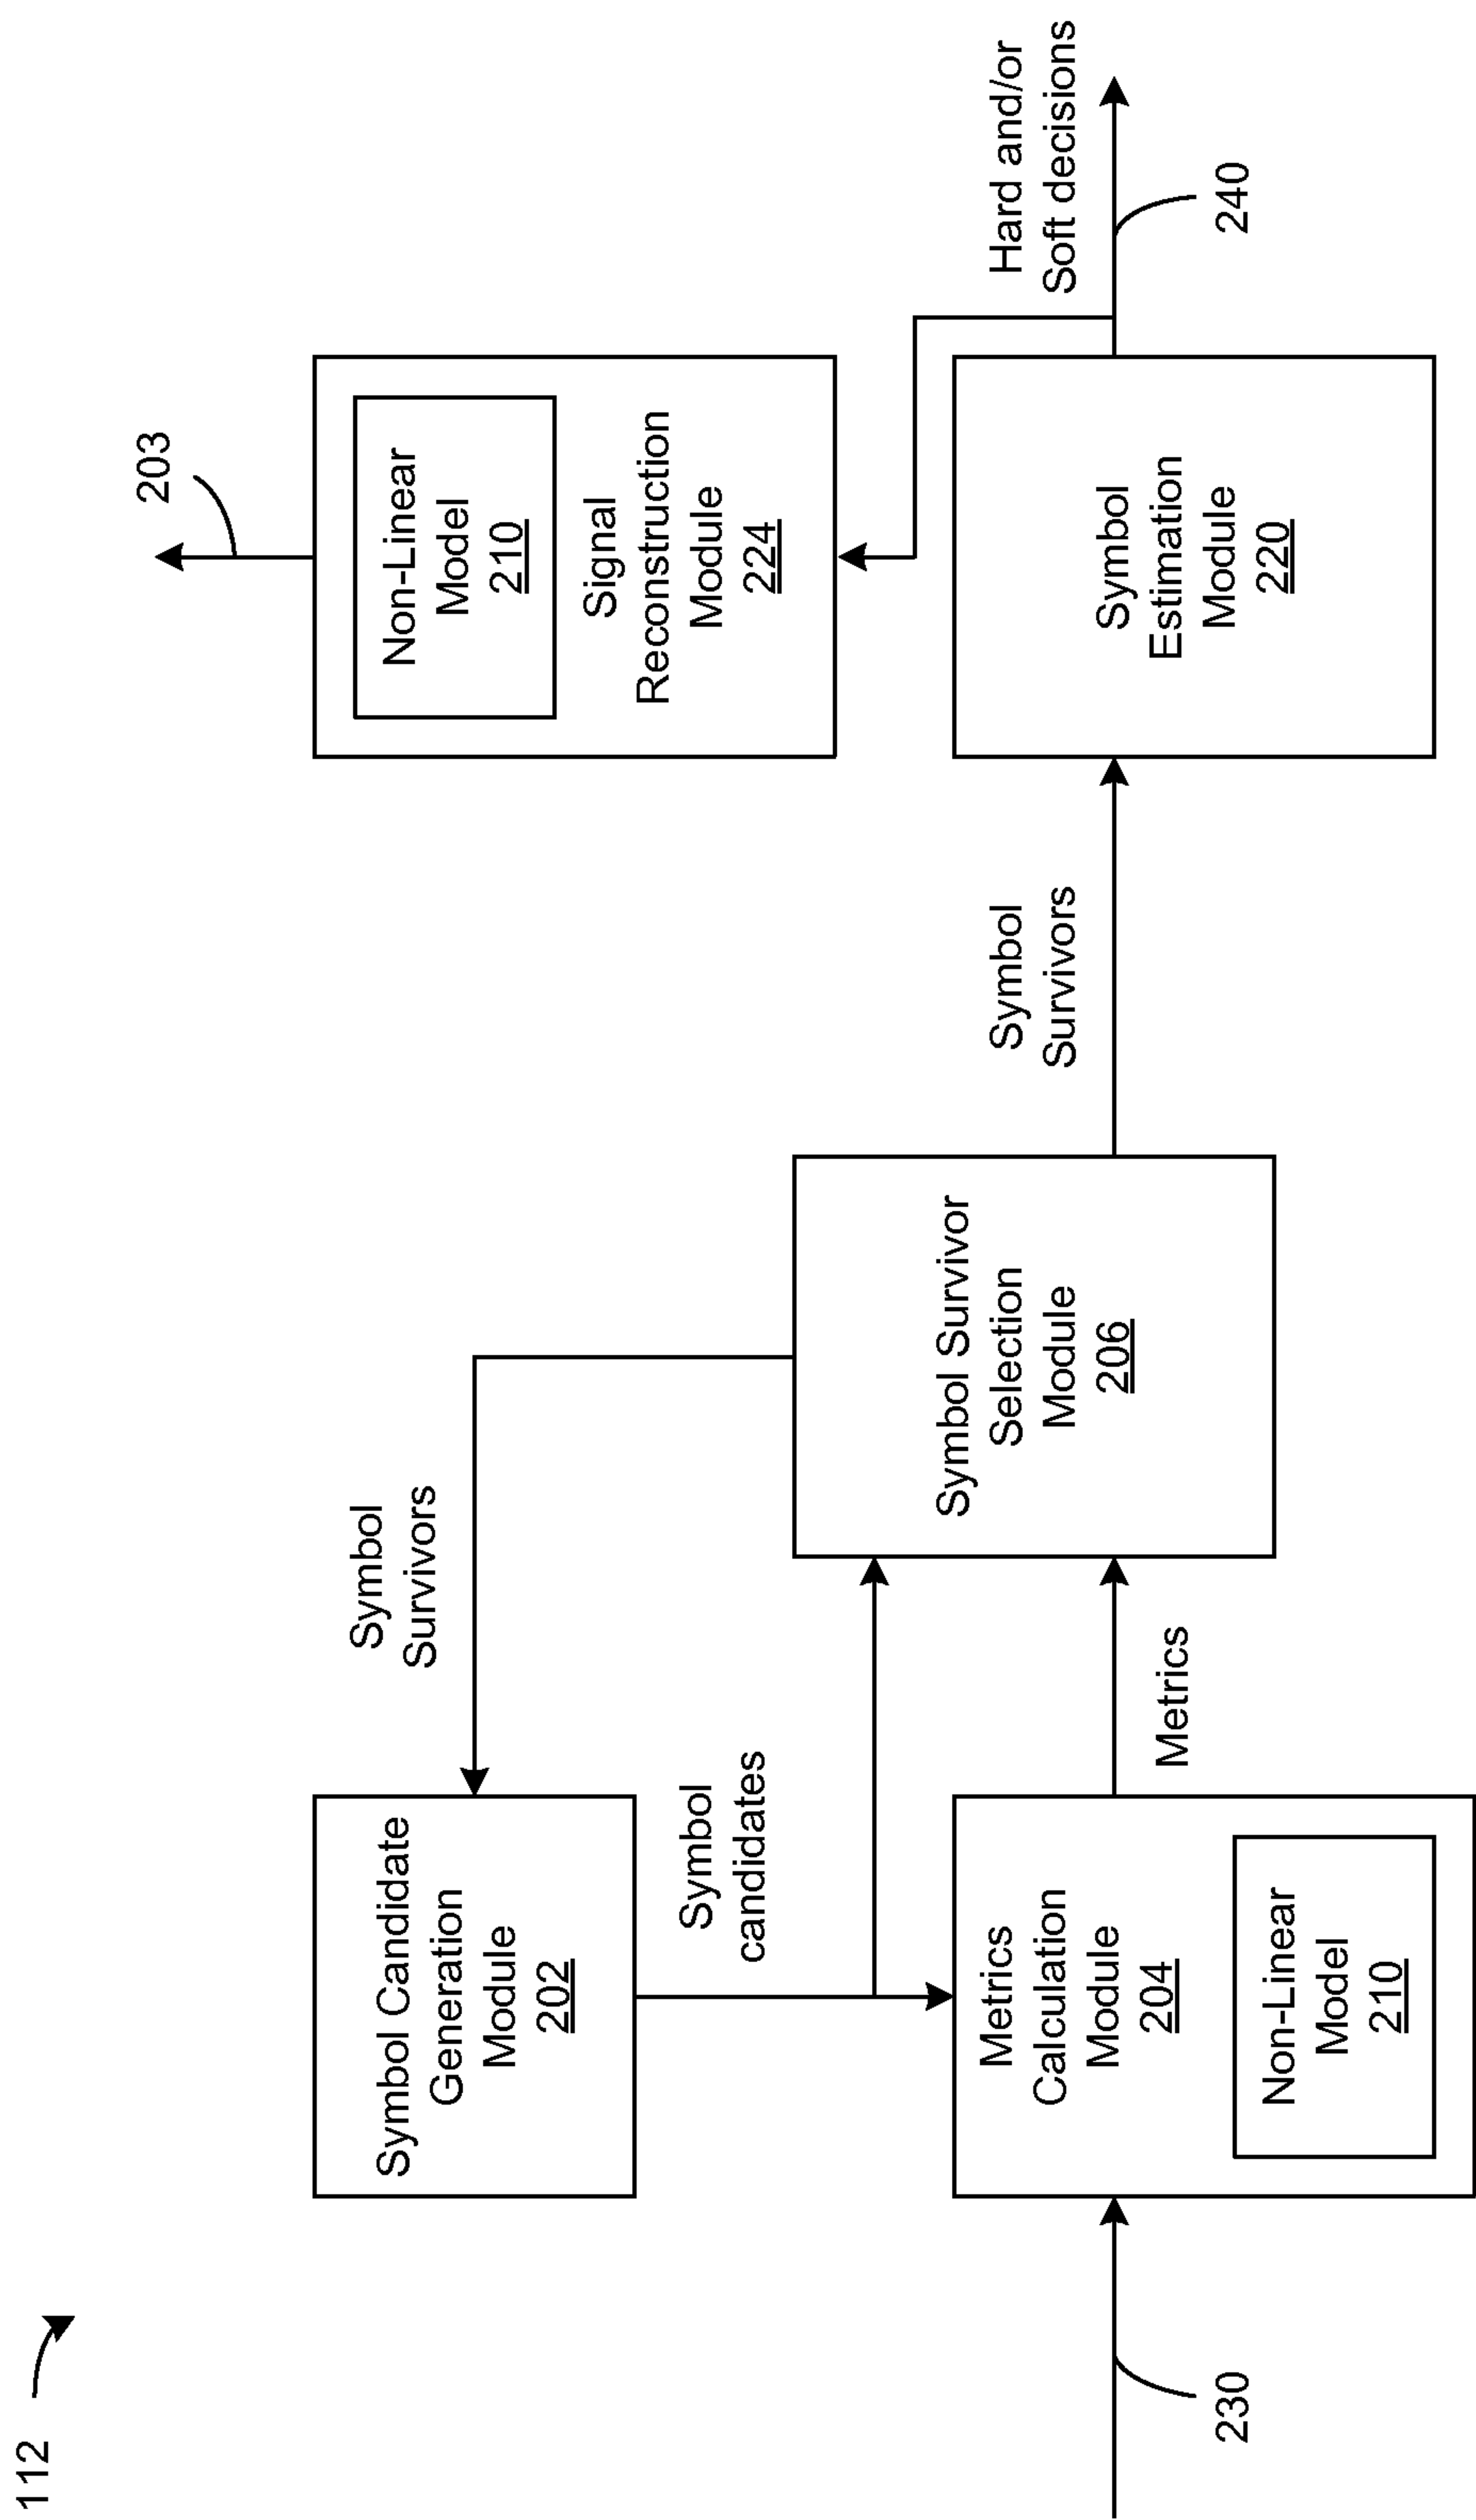 112
Symbol Candidate
Generation
Module
202
Symbol
Survivors
Symbol
candidates
230
Metrics
Calculation
Module
204
Non-Linear
Model
210
Metrics
Symbol Survivor
Selection
Module
206
Symbol
Survivors
203
Non-Linear
Model
210
Signal
Reconstruction
Module
224
Symbol
Estimation
Module
220
Hard and/or
Soft decisions
240